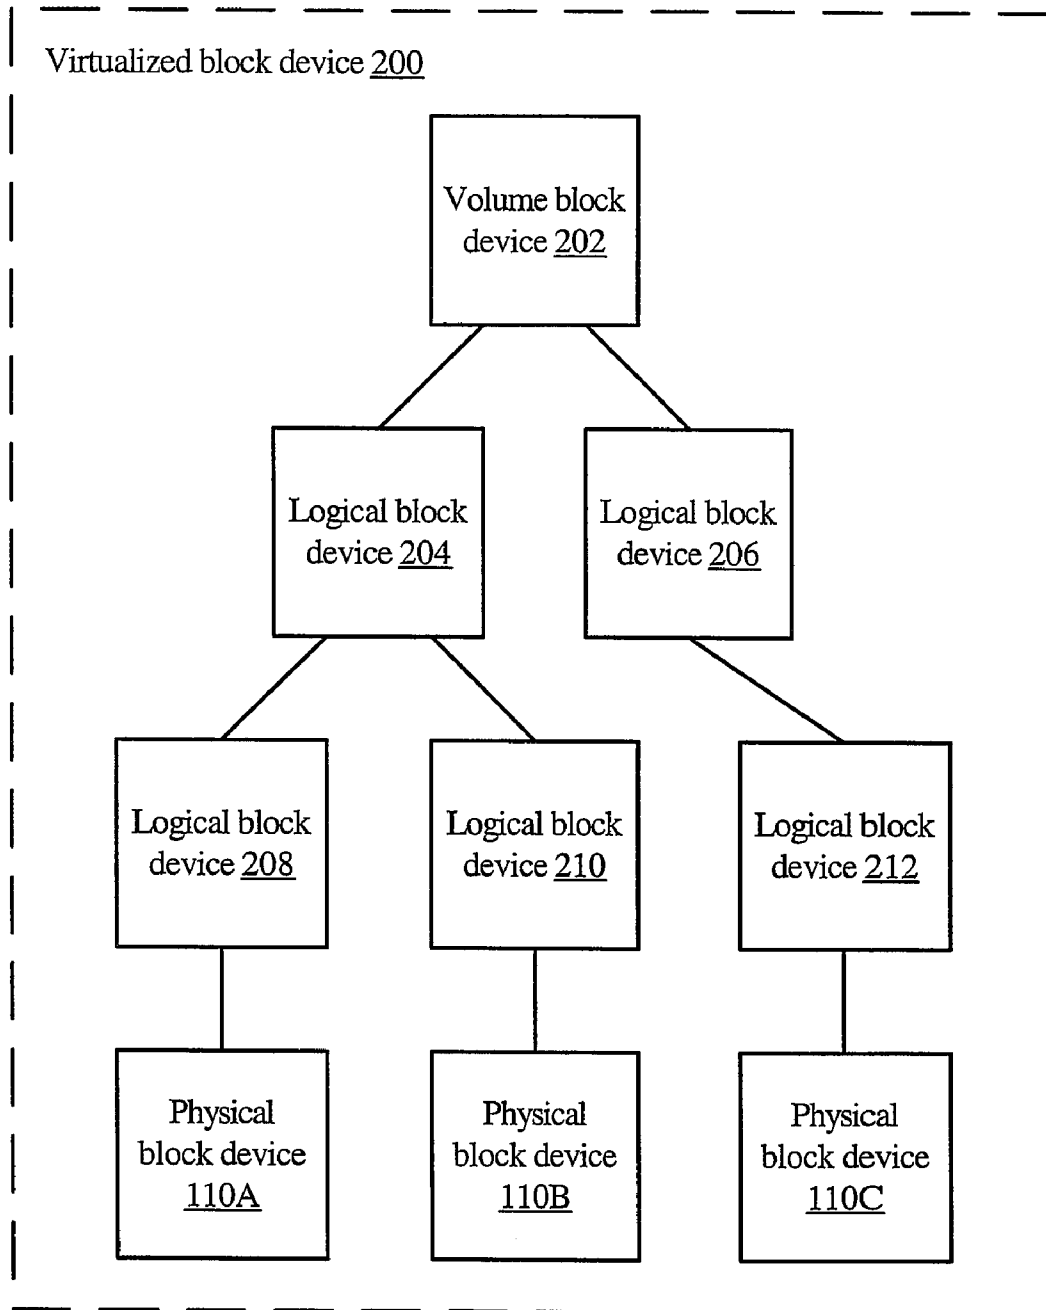 Virtualized block device 200
Volume block
device 202
Logical block
device 204
Logical block
device 206
Logical block
device 208
Logical block
device 210
Logical block
device 212
Physical
block device
110A
Physical
block device
110B
Physical
block device
110C